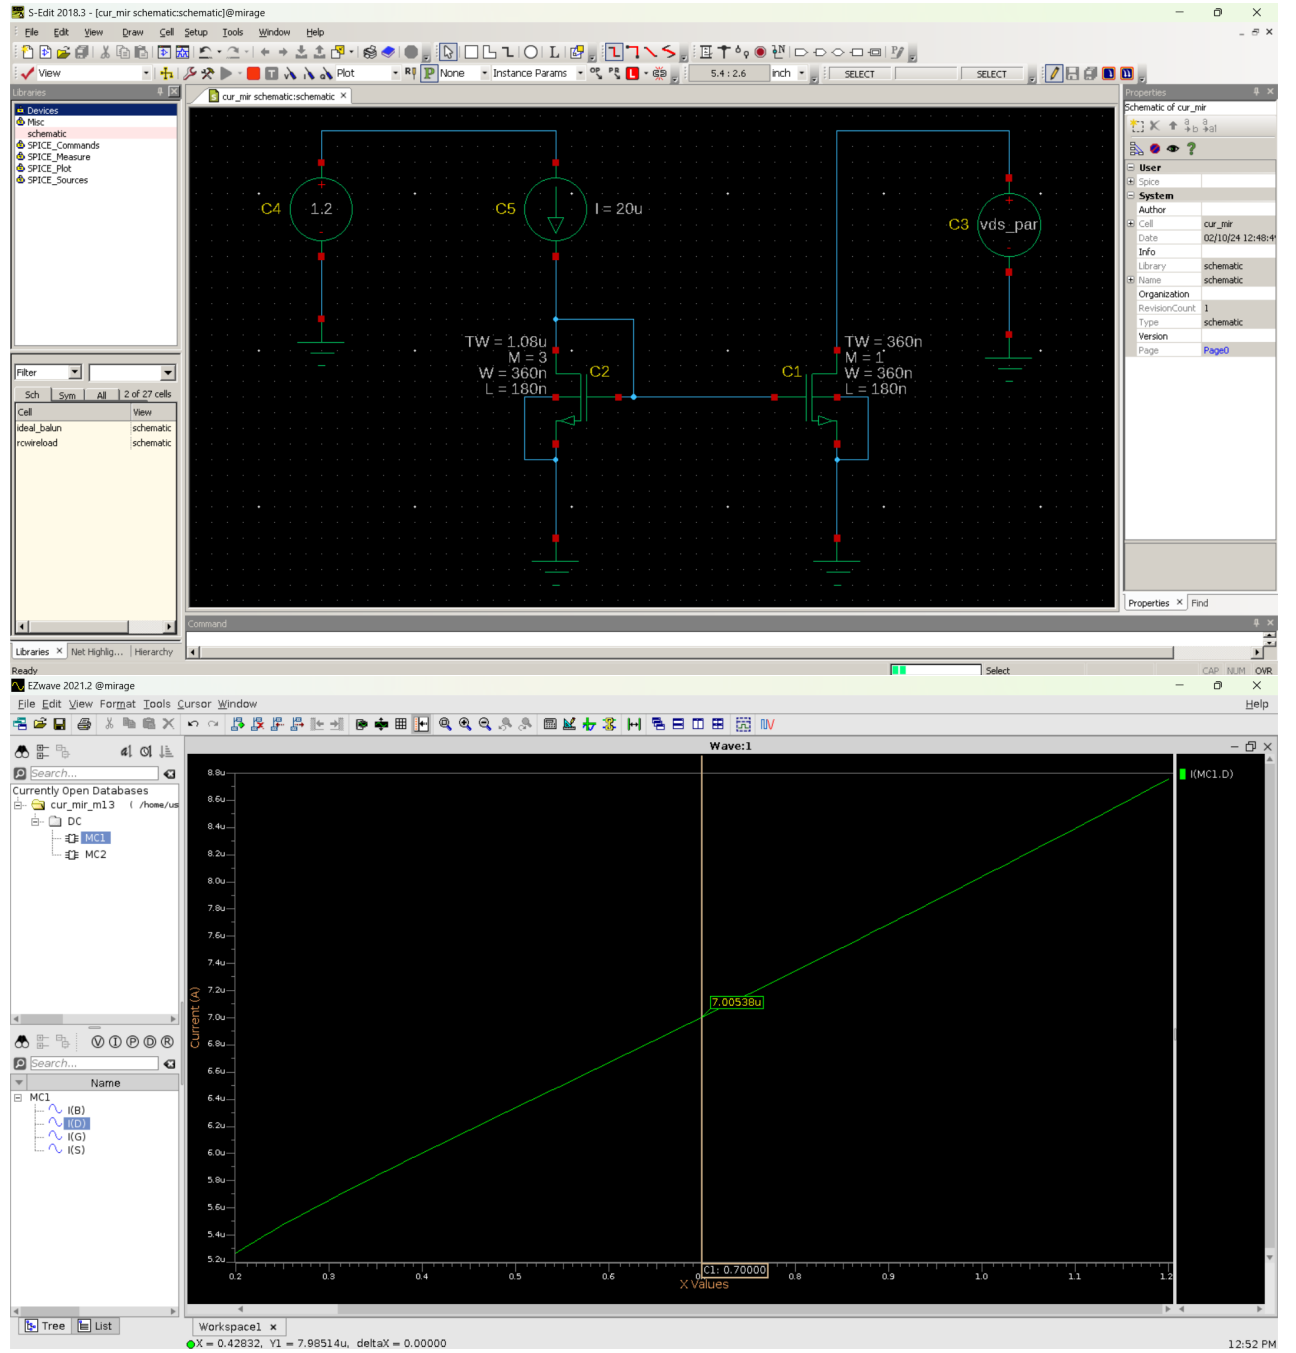 S-Edit 2018.3 - [cur_mir schematic:schematic]@mirage
File Edit View Draw Cell Setup Tools Window Help
View
Plot
None
Instance Params
5.4 : 2.6
inch
SELECT
SELECT
Libraries
Devices
Misc
schematic
SPICE_Commands
SPICE_Measure
SPICE_Plot
SPICE_Sources
Filter
Sch Sym All 2 of 27 cells
Cell View
ideal_balun schematic
rcwireload schematic
Libraries × Net Highlig... Hierarchy
cur_mir schematic:schematic ×
C4
1.2
C5
I = 20u
C3
vds_par
TW = 1.08u
M = 3
W = 360n
L = 180n
C2
C1
TW = 360n
M = 1
W = 360n
L = 180n
Properties
Schematic of cur_mir
User
Spice
System
Author
Cell cur_mir
Date 02/10/24 12:48:4
Info
Library schematic
Name schematic
Organization
RevisionCount 1
Type schematic
Version
Page Page0
Properties × Find
Command
Ready
Select
CAP NUM OVR
EZwave 2021.2 @mirage
File Edit View Format Tools Cursor Window Help
Search...
Currently Open Databases
cur_mir_m13 ( /home/us
DC
MC1
MC2
Search...
Name
MC1
I(B)
I(D)
I(G)
I(S)
Tree List
Wave:1
I(MC1.D)
8.8u
8.6u
8.4u
8.2u
8.0u
7.8u
7.6u
7.4u
7.2u
7.0u
6.8u
6.6u
6.4u
6.2u
6.0u
5.8u
5.6u
5.4u
5.2u
Current (A)
7.00538u
C1: 0.70000
0.2 0.3 0.4 0.5 0.6 0.8 0.9 1.0 1.1 1.2
X Values
Workspace1 ×
X = 0.42832, Y1 = 7.98514u, deltaX = 0.00000
12:52 PM